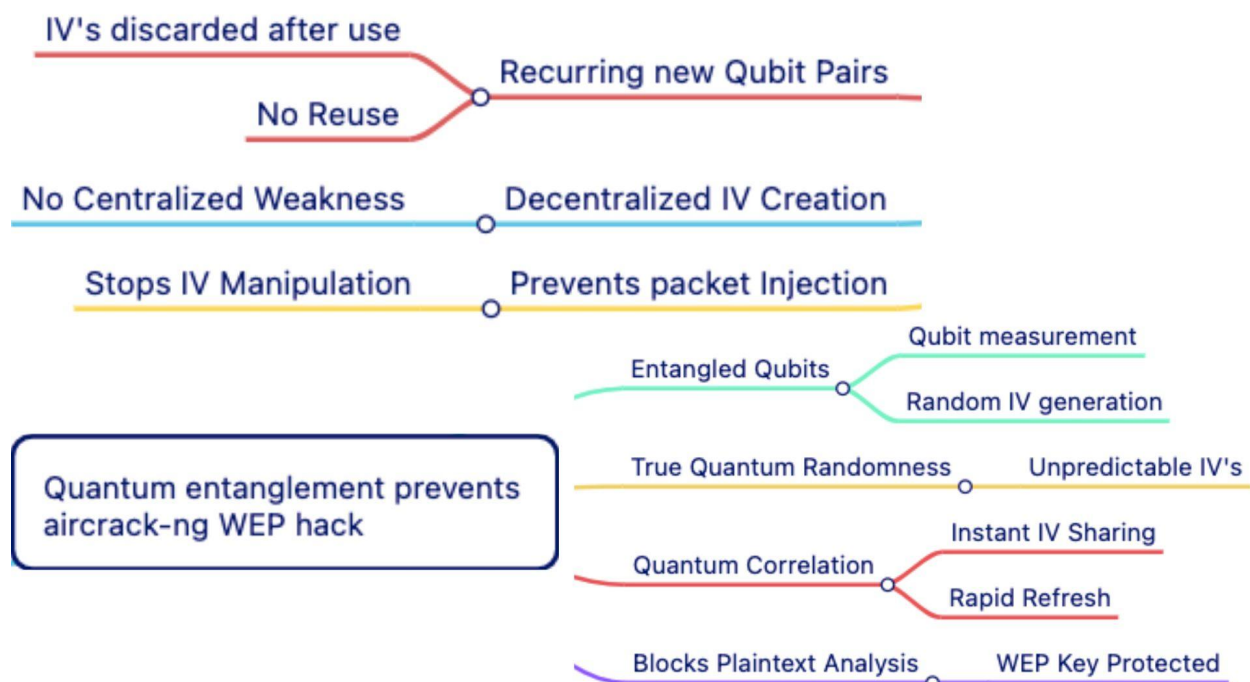 IV's discarded after use
Recurring new Qubit Pairs
No Reuse
No Centralized Weakness
Decentralized IV Creation
Stops IV Manipulation
Prevents packet Injection
Qubit measurement
Entangled Qubits
Random IV generation
Quantum entanglement prevents
aircrack-ng WEP hack
True Quantum Randomness
Unpredictable IV's
Instant IV Sharing
Quantum Correlation
Rapid Refresh
Blocks Plaintext Analysis
WEP Key Protected